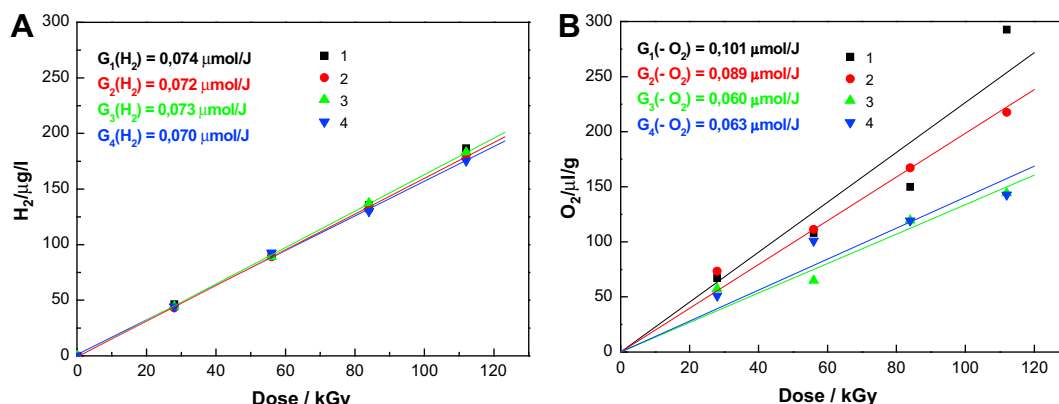 A
G₁(H₂) = 0,074 μmol/J
G₂(H₂) = 0,072 μmol/J
G₃(H₂) = 0,073 μmol/J
G₄(H₂) = 0,070 μmol/J
1
2
3
4
H₂/μg/l
300
250
200
150
100
50
0
0 20 40 60 80 100 120
Dose / kGy
B
G₁(- O₂) = 0,101 μmol/J
G₂(- O₂) = 0,089 μmol/J
G₃(- O₂) = 0,060 μmol/J
G₄(- O₂) = 0,063 μmol/J
1
2
3
4
O₂/μl/g
300
250
200
150
100
50
0
0 20 40 60 80 100 120
Dose / kGy